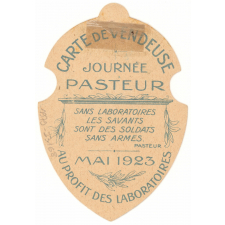 CARTE DE VENDEUSE
JOURNÉE
PASTEUR
SANS LABORATOIRES
LES SAVANTS
SONT DES SOLDATS
SANS ARMES.
PASTEUR
MAI 1923
AU PROFIT DES LABORATOIRES